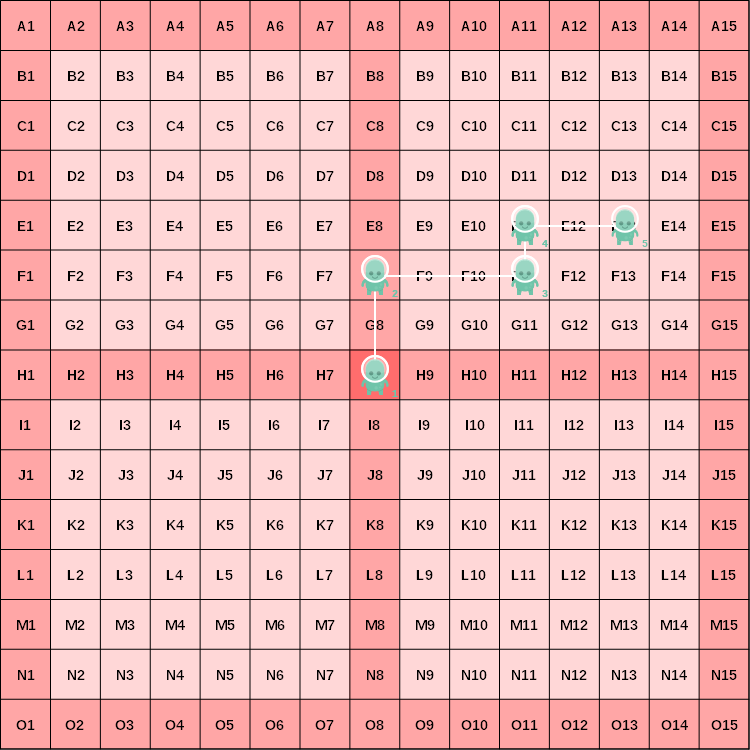 A1 A2 A3 A4 A5 A6 A7 A8 A9 A10 A11 A12 A13 A14 A15
B1 B2 B3 B4 B5 B6 B7 B8 B9 B10 B11 B12 B13 B14 B15
C1 C2 C3 C4 C5 C6 C7 C8 C9 C10 C11 C12 C13 C14 C15
D1 D2 D3 D4 D5 D6 D7 D8 D9 D10 D11 D12 D13 D14 D15
E1 E2 E3 E4 E5 E6 E7 E8 E9 E10 4 E12 5 E14 E15
F1 F2 F3 F4 F5 F6 F7 2 F9 F10 3 F12 F13 F14 F15
G1 G2 G3 G4 G5 G6 G7 G8 G9 G10 G11 G12 G13 G14 G15
H1 H2 H3 H4 H5 H6 H7 1 H9 H10 H11 H12 H13 H14 H15
I1 I2 I3 I4 I5 I6 I7 I8 I9 I10 I11 I12 I13 I14 I15
J1 J2 J3 J4 J5 J6 J7 J8 J9 J10 J11 J12 J13 J14 J15
K1 K2 K3 K4 K5 K6 K7 K8 K9 K10 K11 K12 K13 K14 K15
L1 L2 L3 L4 L5 L6 L7 L8 L9 L10 L11 L12 L13 L14 L15
M1 M2 M3 M4 M5 M6 M7 M8 M9 M10 M11 M12 M13 M14 M15
N1 N2 N3 N4 N5 N6 N7 N8 N9 N10 N11 N12 N13 N14 N15
O1 O2 O3 O4 O5 O6 O7 O8 O9 O10 O11 O12 O13 O14 O15